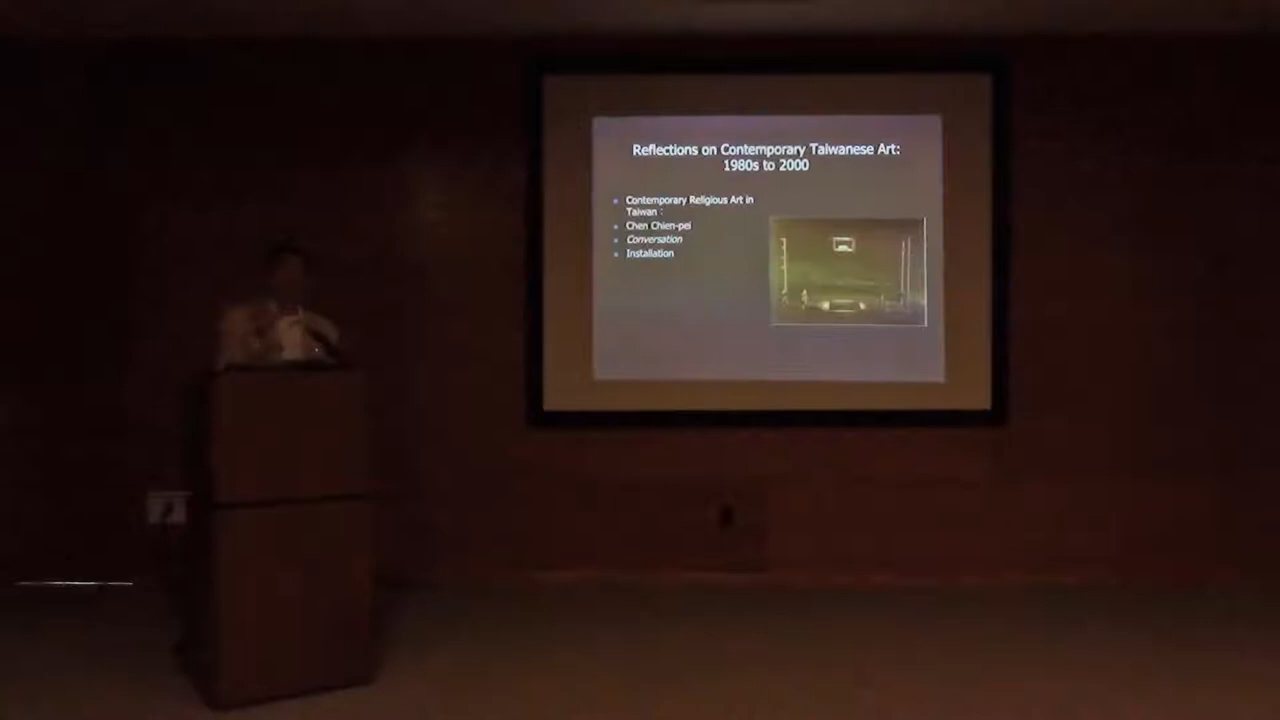 Reflections on Contemporary Taiwanese Art:
1980s to 2000
Contemporary Religious Art in
Taiwan :
Chen Chien-pei
Conversation
Installation